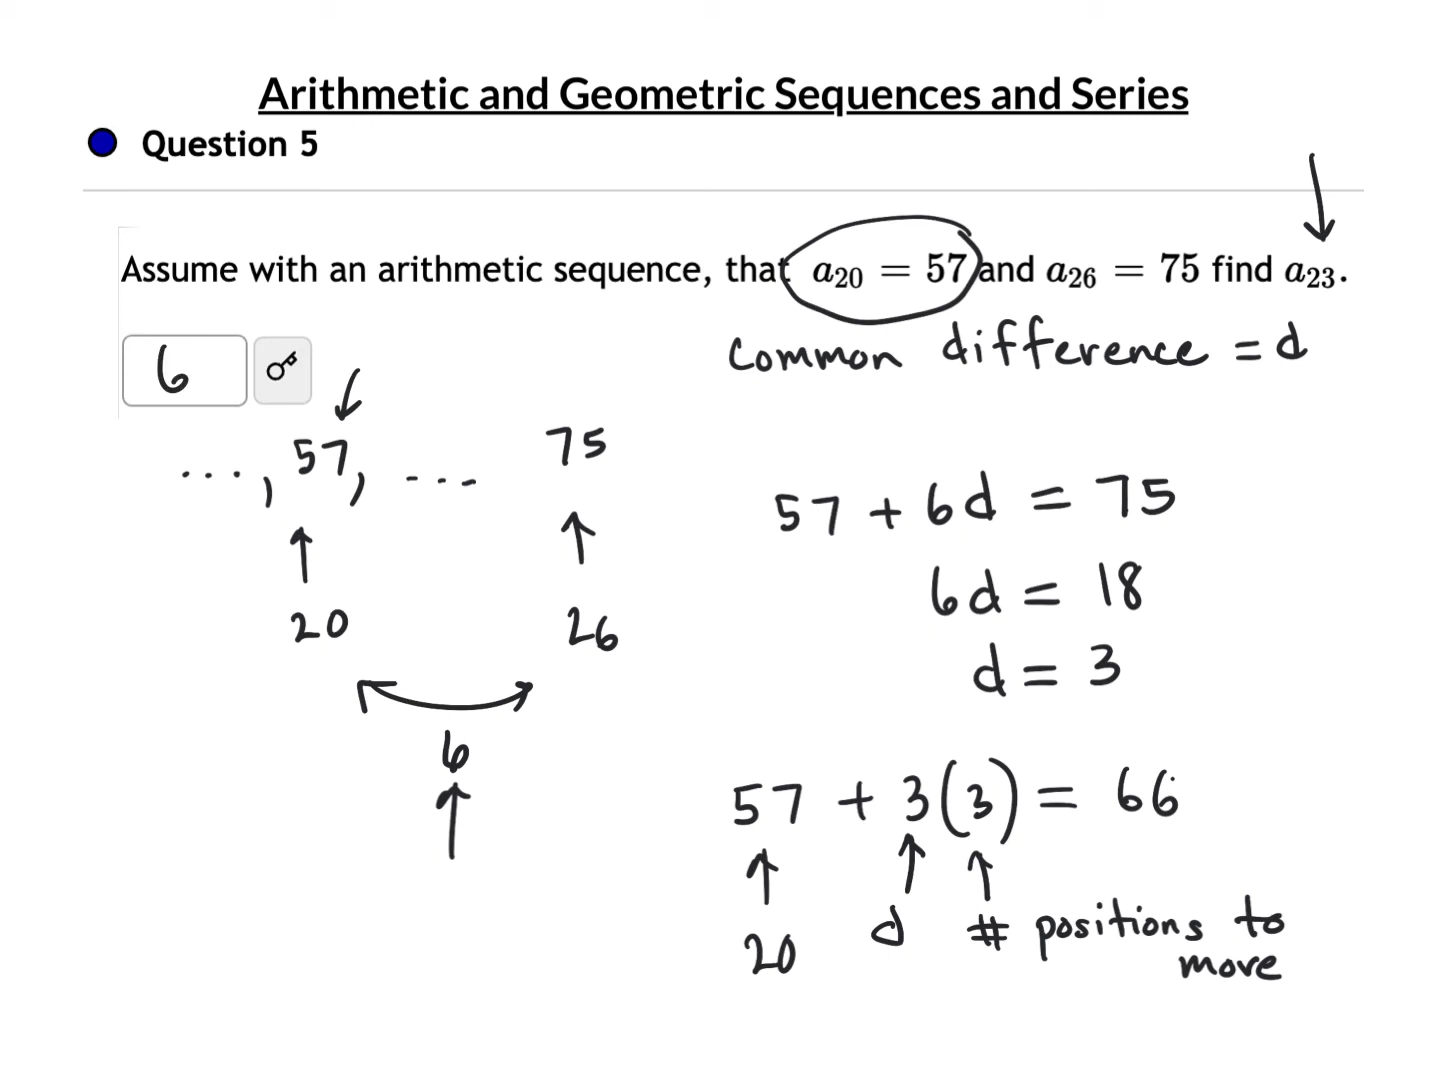 Arithmetic and Geometric Sequences and Series
Question 5
Assume with an arithmetic sequence, that a₂₀ = 57 and a₂₆ = 75 find a₂₃.
common difference = d
6
..., 57, ... 75
20 26
6
57 + 6d = 75
6d = 18
d = 3
57 + 3(3) = 66
20 d # positions to
move